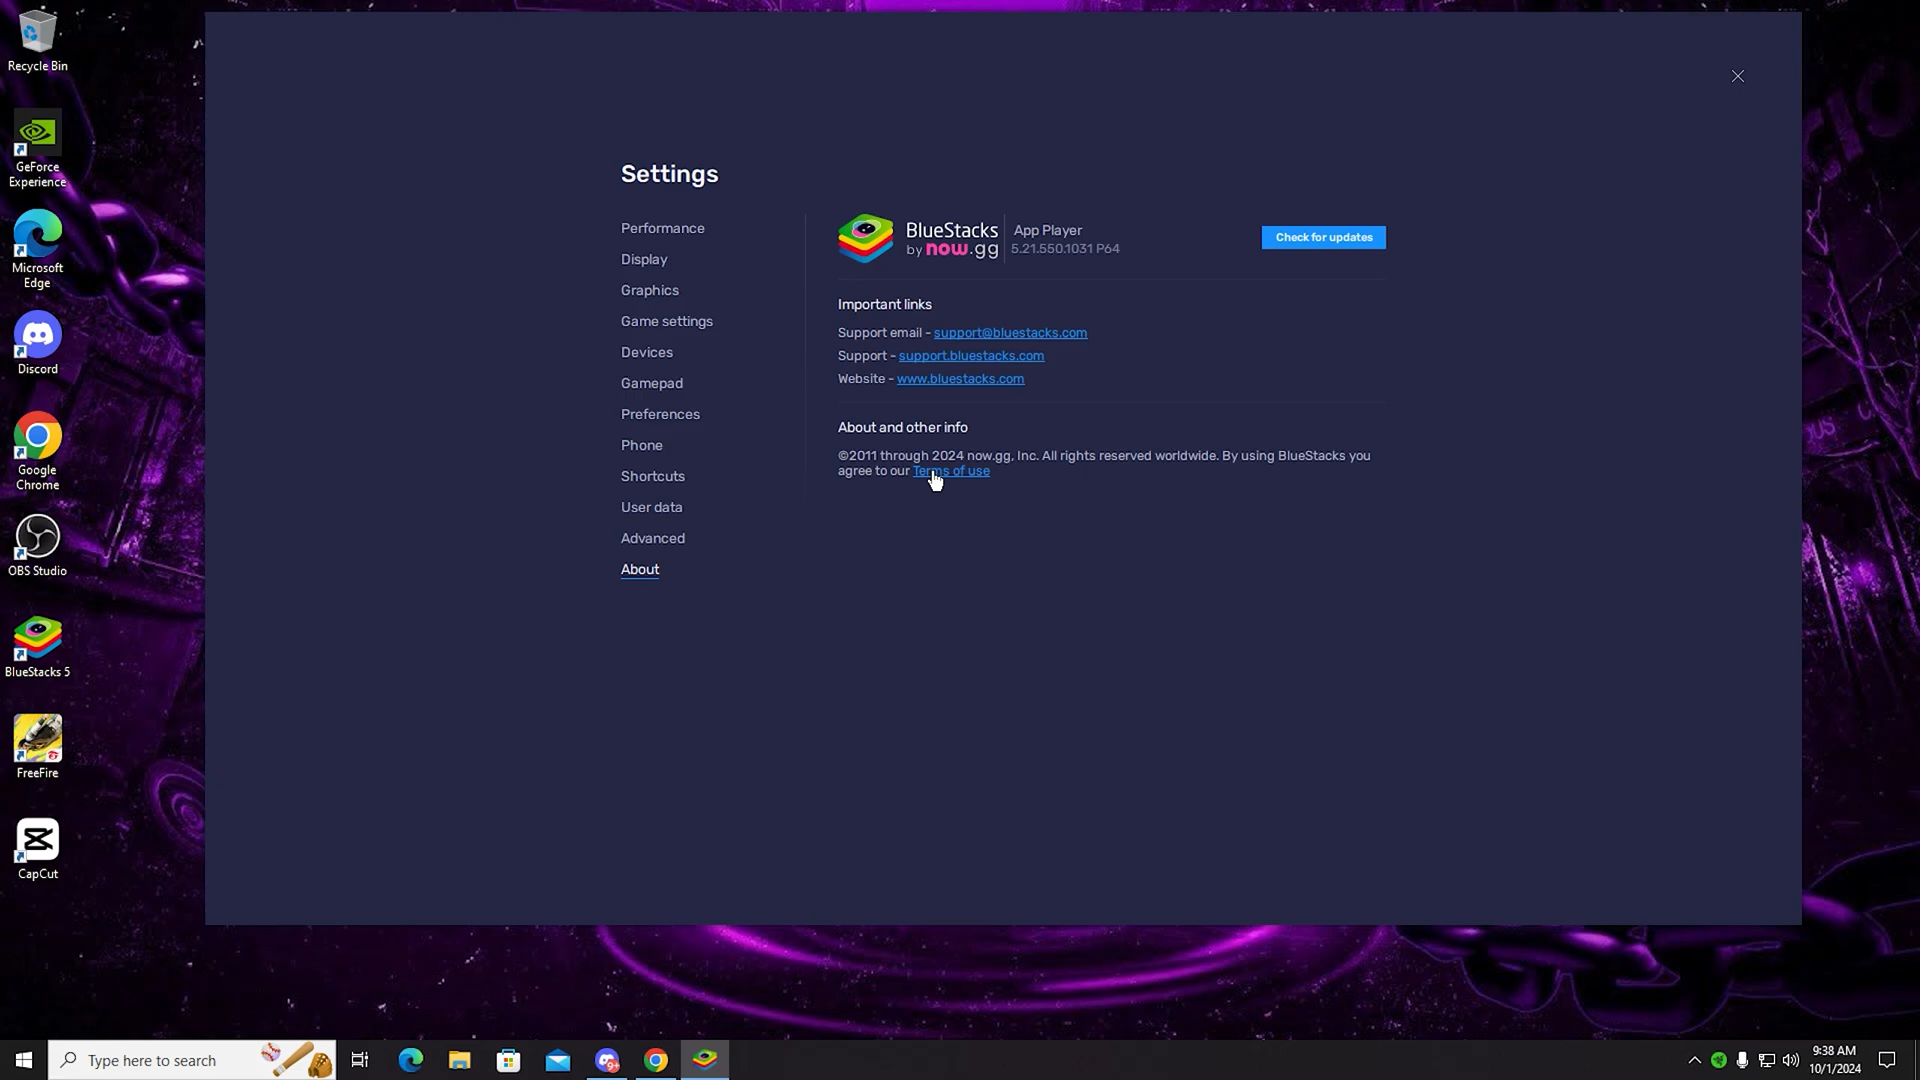 Recycle Bin
GeForce
Experience
Microsoft
Edge
Discord
Google
Chrome
OBS Studio
BlueStacks 5
FreeFire
CapCut
Settings
Performance
Display
Graphics
Game settings
Devices
Gamepad
Preferences
Phone
Shortcuts
User data
Advanced
About
BlueStacks
by now.gg
App Player
5.21.550.1031 P64
Check for updates
Important links
Support email - support@bluestacks.com
Support - support.bluestacks.com
Website - www.bluestacks.com
About and other info
©2011 through 2024 now.gg, Inc. All rights reserved worldwide. By using BlueStacks you
agree to our Terms of use
Type here to search
9:38 AM
10/1/2024